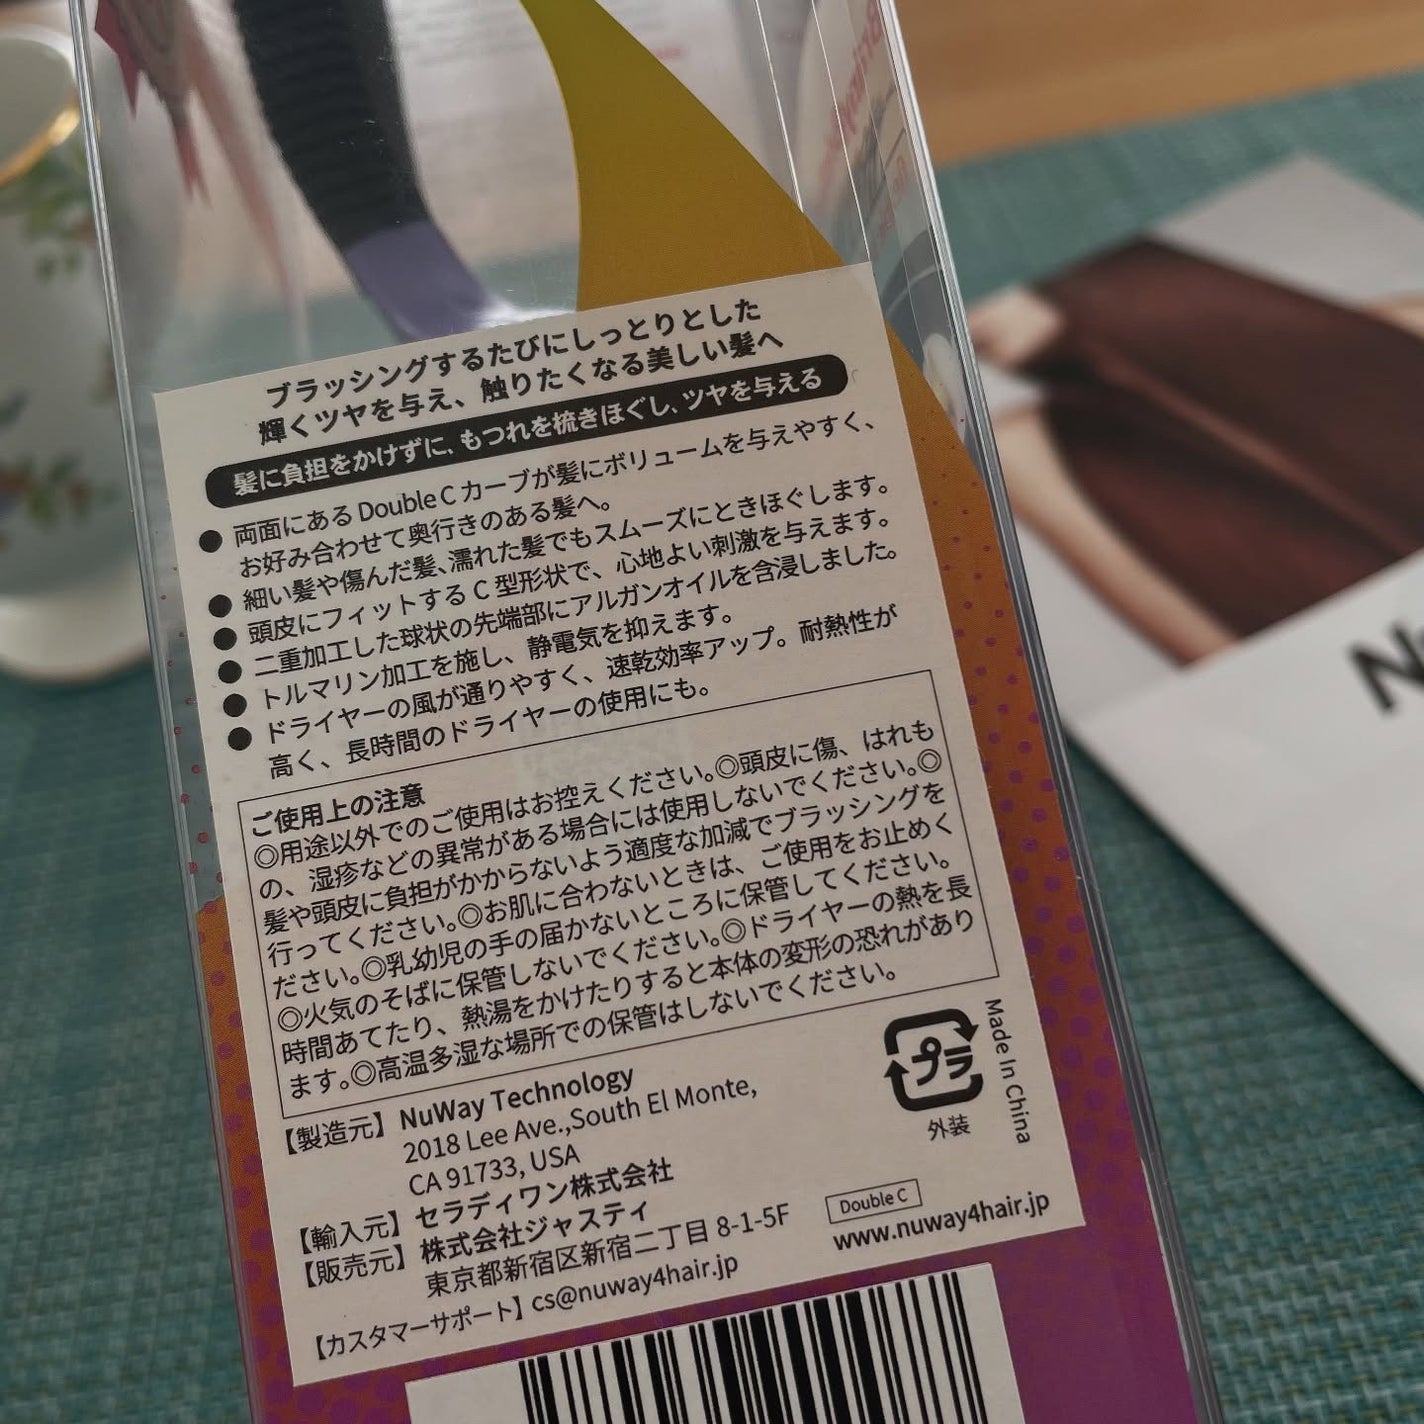 ブラッシングするたびにしっとりとした
輝くツヤを与え、触りたくなる美しい髪へ
髪に負担をかけずに、もつれを梳きほぐし、ツヤを与える
● 両面にある Double C カーブが髪にボリュームを与えやすく、
お好み合わせて奥行きのある髪へ。
● 細い髪や傷んだ髪、濡れた髪でもスムーズにときほぐします。
● 頭皮にフィットする C 型形状で、心地よい刺激を与えます。
● 二重加工した球状の先端部にアルガンオイルを含浸しました。
● トルマリン加工を施し、静電気を抑えます。
● ドライヤーの風が通りやすく、速乾効率アップ。耐熱性が
高く、長時間のドライヤーの使用にも。
ご使用上の注意
◎用途以外でのご使用はお控えください。◎頭皮に傷、はれも
の、湿疹などの異常がある場合には使用しないでください。◎
髪や頭皮に負担がかからないよう適度な加減でブラッシングを
行ってください。◎お肌に合わないときは、ご使用をお止めく
ださい。◎乳幼児の手の届かないところに保管してください。
◎火気のそばに保管しないでください。◎ドライヤーの熱を長
時間あてたり、熱湯をかけたりすると本体の変形の恐れがあり
ます。◎高温多湿な場所での保管はしないでください。
【製造元】 NuWay Technology
2018 Lee Ave.,South El Monte,
CA 91733, USA
【輸入元】 セラディワン株式会社
【販売元】 株式会社ジャスティ
東京都新宿区新宿二丁目 8-1-5F
【カスタマーサポート】 cs@nuway4hair.jp
プラ
外装
Made In China
Double C
www.nuway4hair.jp